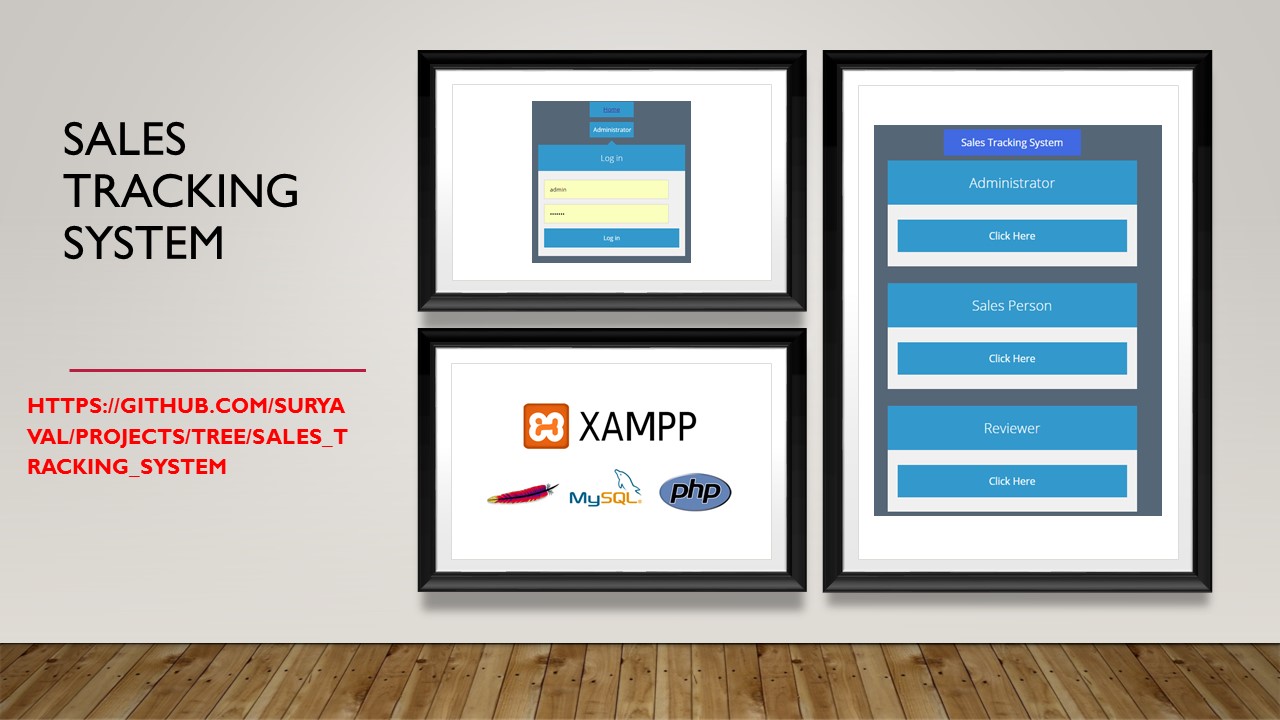 SALES
TRACKING
SYSTEM
HTTPS://GITHUB.COM/SURYA
VAL/PROJECTS/TREE/SALES_T
RACKING_SYSTEM
Home
Administrator
Log in
admin
•••••••
Log in
XAMPP
MySQL®
php
Sales Tracking System
Administrator
Click Here
Sales Person
Click Here
Reviewer
Click Here